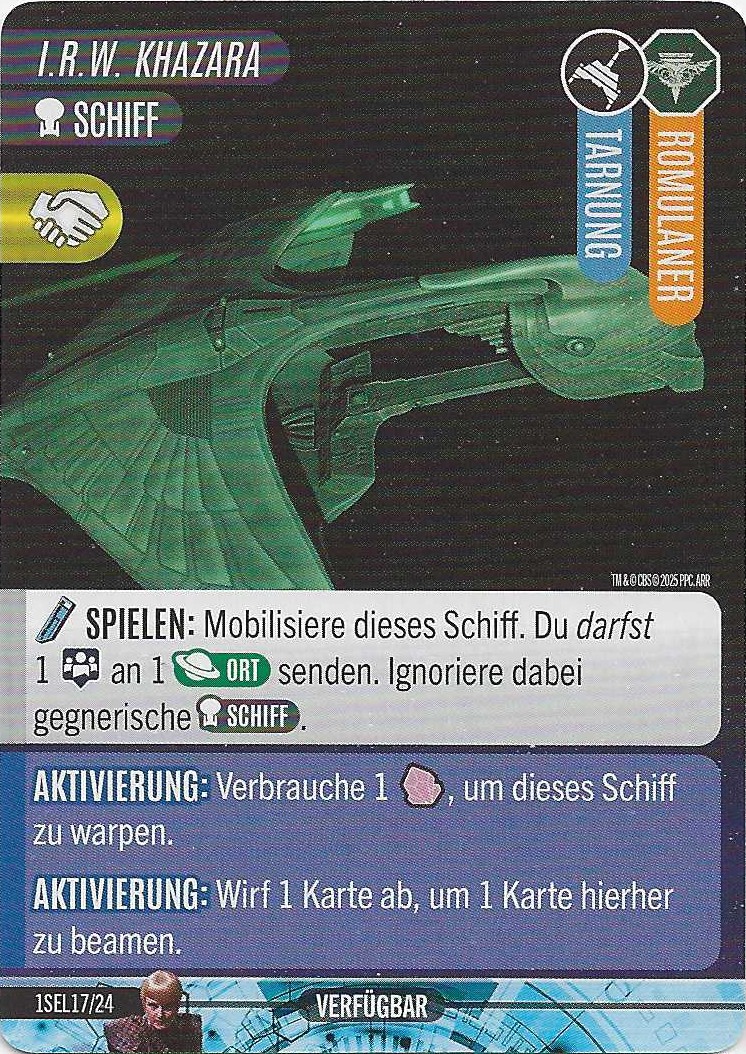 I.R.W. KHAZARA
SCHIFF
TARNUNG
ROMULANER
TM & © CBS © 2025 PPC. ARR
SPIELEN: Mobilisiere dieses Schiff. Du darfst
1 an 1 ORT senden. Ignoriere dabei
gegnerische SCHIFF.
AKTIVIERUNG: Verbrauche 1 , um dieses Schiff
zu warpen.
AKTIVIERUNG: Wirf 1 Karte ab, um 1 Karte hierher
zu beamen.
1SEL17/24
VERFÜGBAR